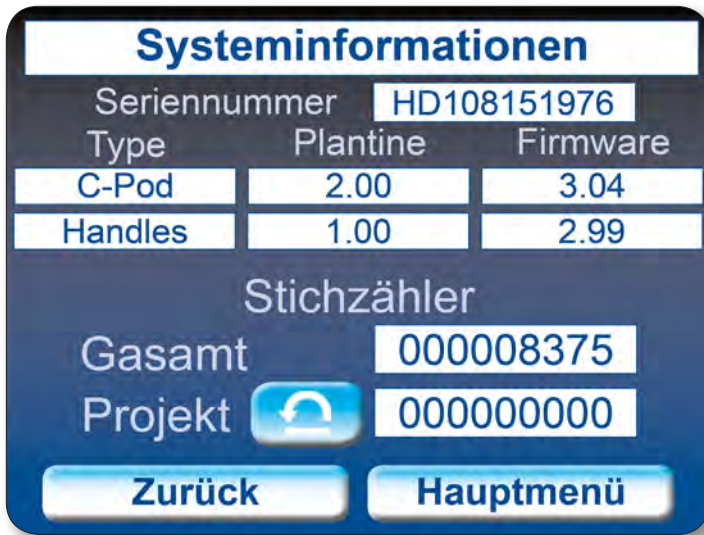 Systeminformationen
Seriennummer HD108151976
Type Plantine Firmware
C-Pod 2.00 3.04
Handles 1.00 2.99
Stichzähler
Gasamt 000008375
Projekt 000000000
Zurück Hauptmenü